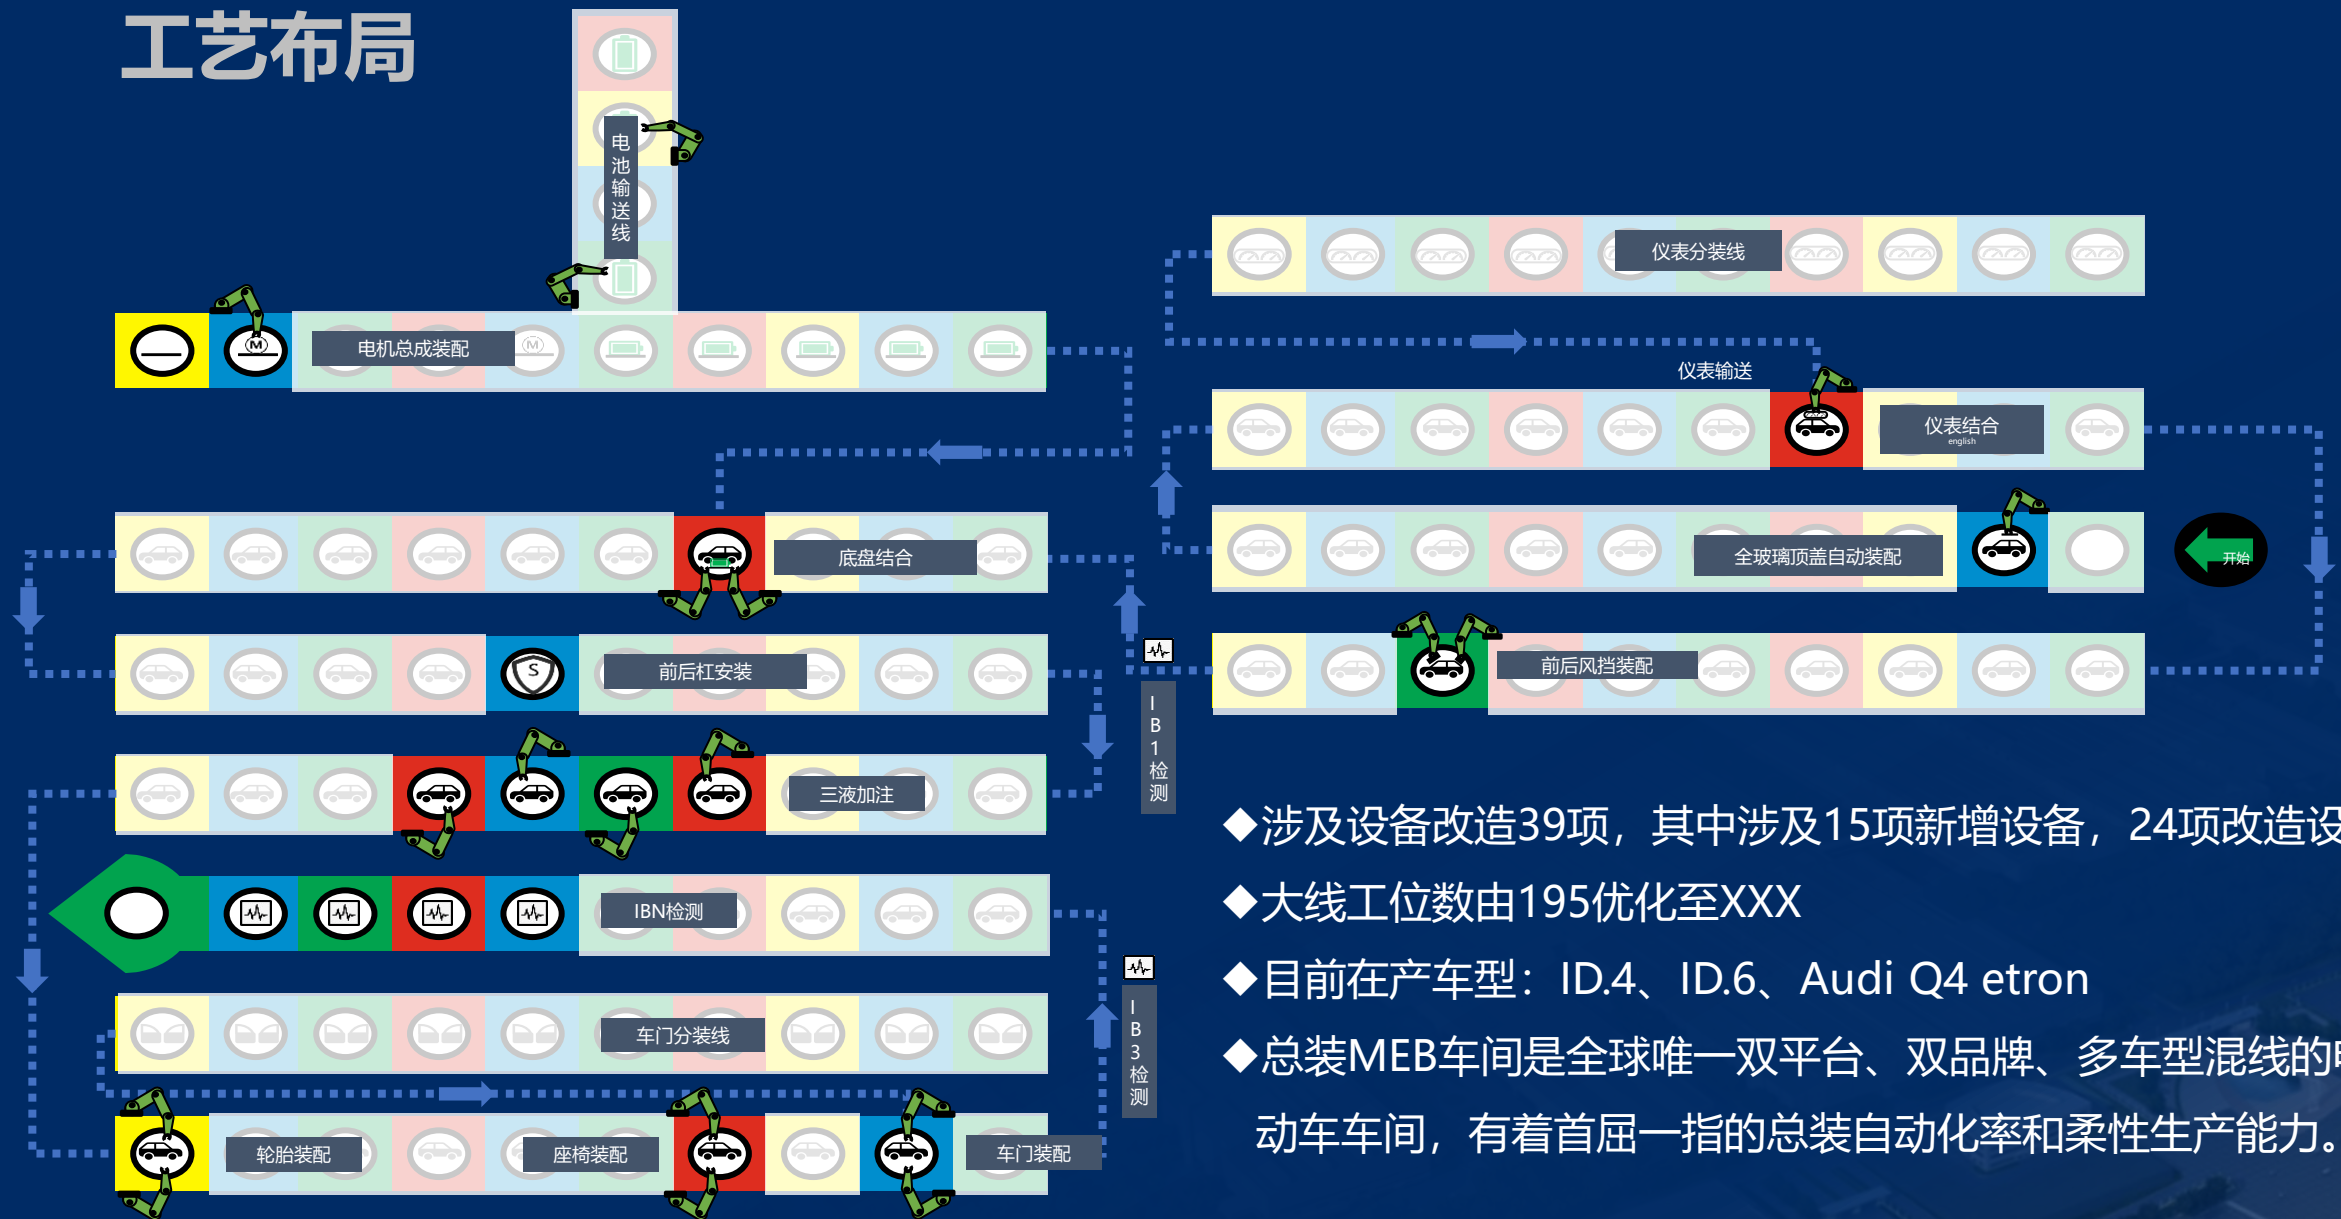 工艺布局
电池输送线
电机总成装配
仪表分装线
仪表输送
仪表结合
english
全玻璃顶盖自动装配
开始
前后风挡装配
底盘结合
前后杠安装
S
三液加注
IB1检测
IBN检测
IB3检测
车门分装线
轮胎装配
座椅装配
车门装配
M
M
◆涉及设备改造39项，其中涉及15项新增设备，24项改造设
◆大线工位数由195优化至XXX
◆目前在产车型：ID.4、ID.6、Audi Q4 etron
◆总装MEB车间是全球唯一双平台、双品牌、多车型混线的
动车车间，有着首屈一指的总装自动化率和柔性生产能力。